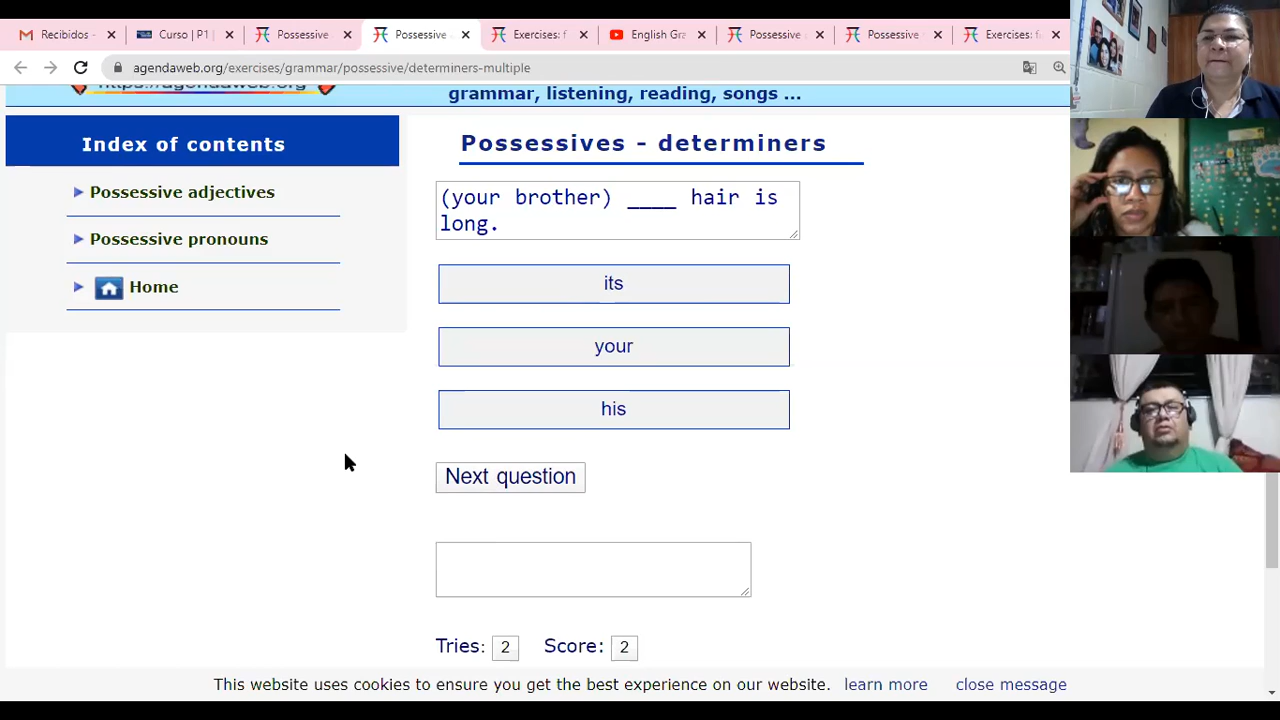 Recibidos -
Curso | P1 |
Possessive
Possessive
Exercises: f
English Gra
Possessive
Possessive
Exercises: f
agendaweb.org/exercises/grammar/possessive/determiners-multiple
https://agendaweb.org
grammar, listening, reading, songs ...
Index of contents
Possessive adjectives
Possessive pronouns
Home
Possessives - determiners
(your brother) ____ hair is
long.
its
your
his
Next question
Tries: 2 Score: 2
This website uses cookies to ensure you get the best experience on our website. learn more close message